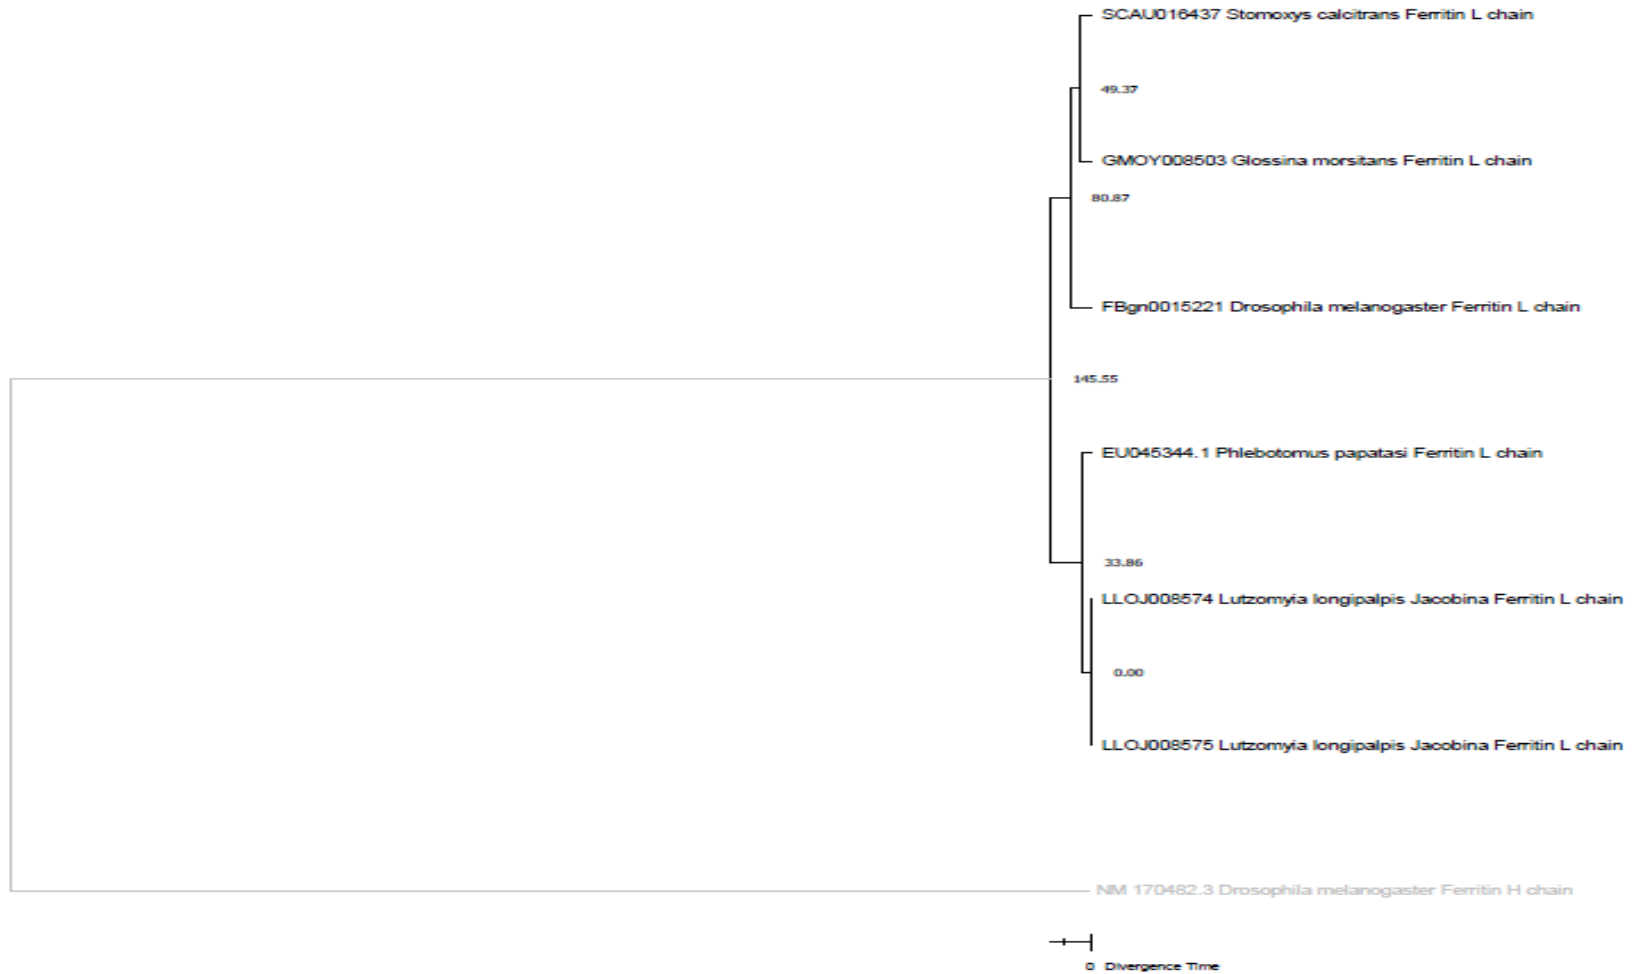 SCAU016437 Stomoxys calcitrans Ferritin L chain
49.37
GMOY008503 Glossina morsitans Ferritin L chain
80.87
FBgn0015221 Drosophila melanogaster Ferritin L chain
145.55
EU045344.1 Phlebotomus papatasi Ferritin L chain
33.86
LLOJ008574 Lutzomyia longipalpis Jacobina Ferritin L chain
0.00
LLOJ008575 Lutzomyia longipalpis Jacobina Ferritin L chain
NM 170482.3 Drosophila melanogaster Ferritin H chain
0 Divergence Time